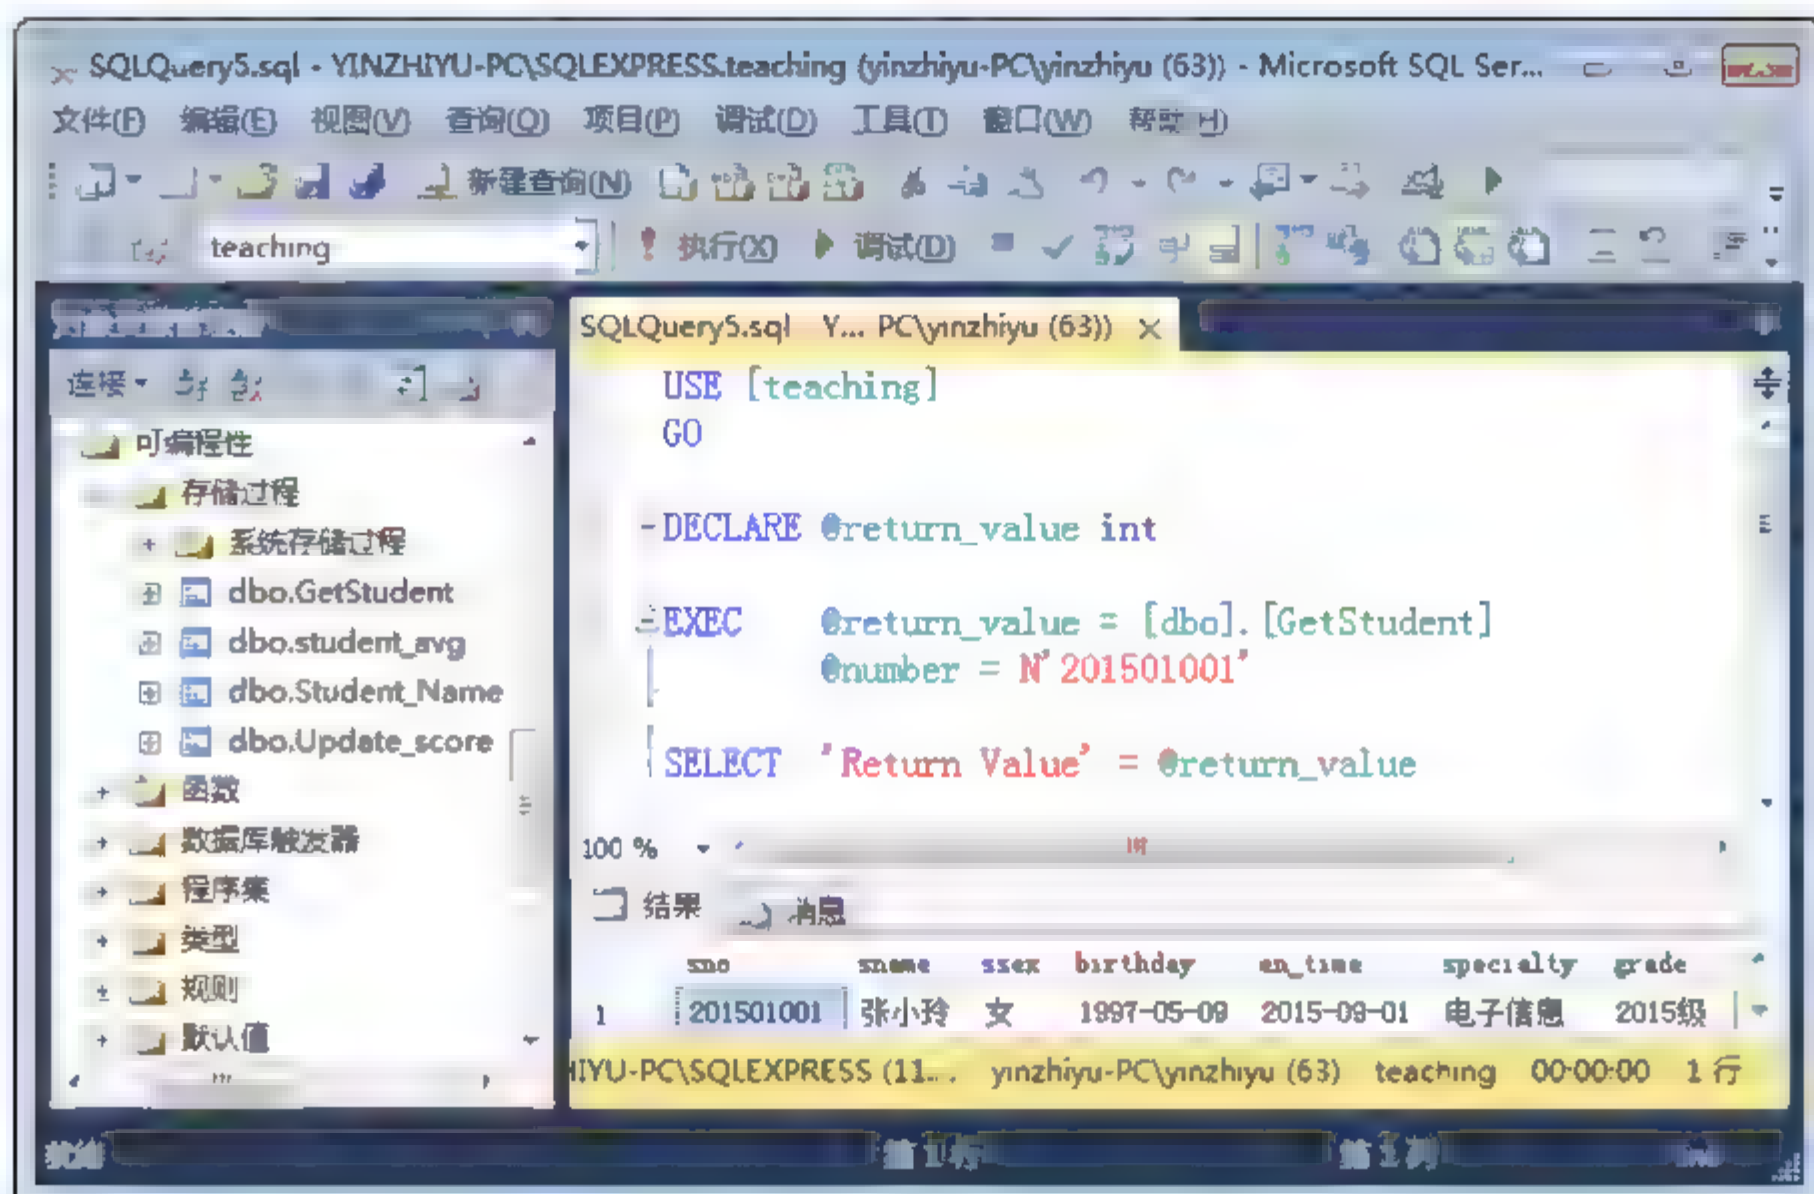 SQLQuery5.sql - YINZHIYU-PC\SQLEXPRESS.teaching (yinzhiyu-PC\yinzhiyu (63)) - Microsoft SQL Ser...
文件(F) 编辑(E) 视图(V) 查询(Q) 项目(P) 调试(D) 工具(T) 窗口(W) 帮助(H)
新建查询(N)
teaching 执行(X) 调试(D)
SQLQuery5.sql Y... PC\yinzhiyu (63))
连接
可编程性
存储过程
系统存储过程
dbo.GetStudent
dbo.student_avg
dbo.Student_Name
dbo.Update_score
函数
数据库触发器
程序集
类型
规则
默认值
USE [teaching]
GO
DECLARE @return_value int
EXEC @return_value = [dbo].[GetStudent]
@number = N'201501001'
SELECT 'Return Value' = @return_value
100 %
结果 消息
sno sname ssex birthday en_time specialty grade
1 201501001 张小玲 女 1997-05-09 2015-09-01 电子信息 2015级
HIYU-PC\SQLEXPRESS (11... yinzhiyu-PC\yinzhiyu (63) teaching 00:00:00 1 行